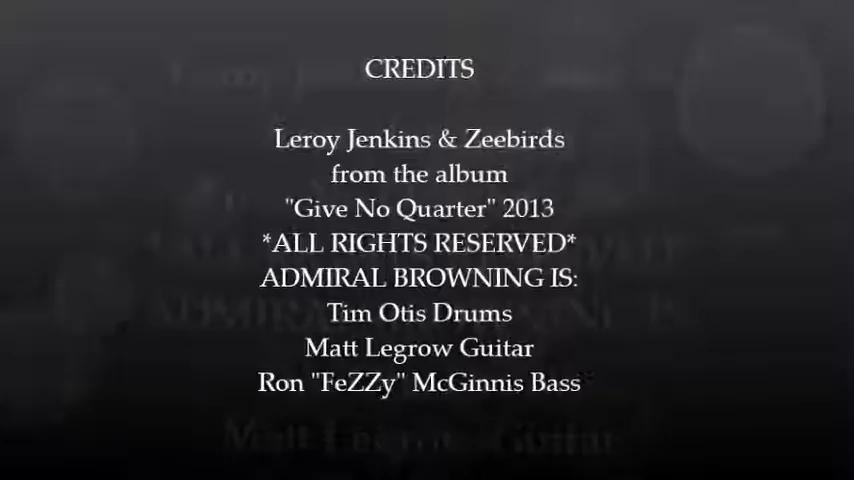 CREDITS
Leroy Jenkins & Zeebirds
from the album
"Give No Quarter" 2013
*ALL RIGHTS RESERVED*
ADMIRAL BROWNING IS:
Tim Otis Drums
Matt Legrow Guitar
Ron "FeZZy" McGinnis Bass